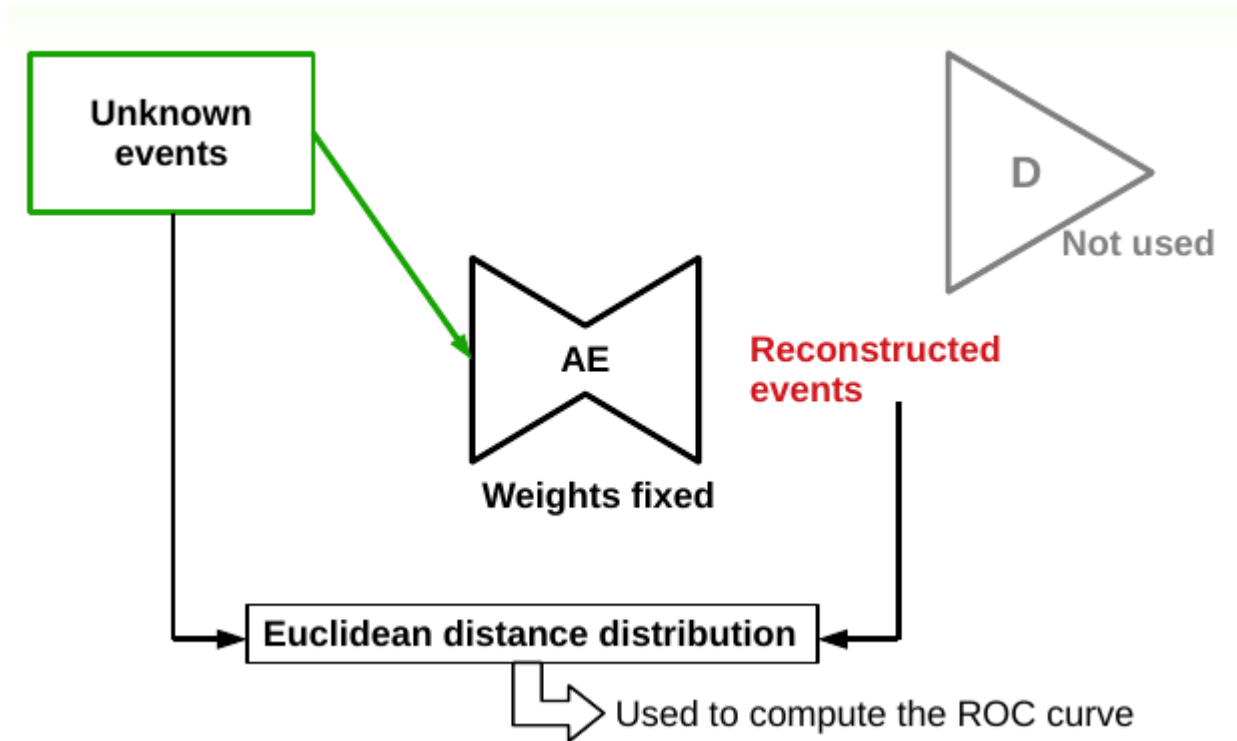 Unknown
events
D
Not used
AE
Reconstructed
events
Weights fixed
Euclidean distance distribution
Used to compute the ROC curve